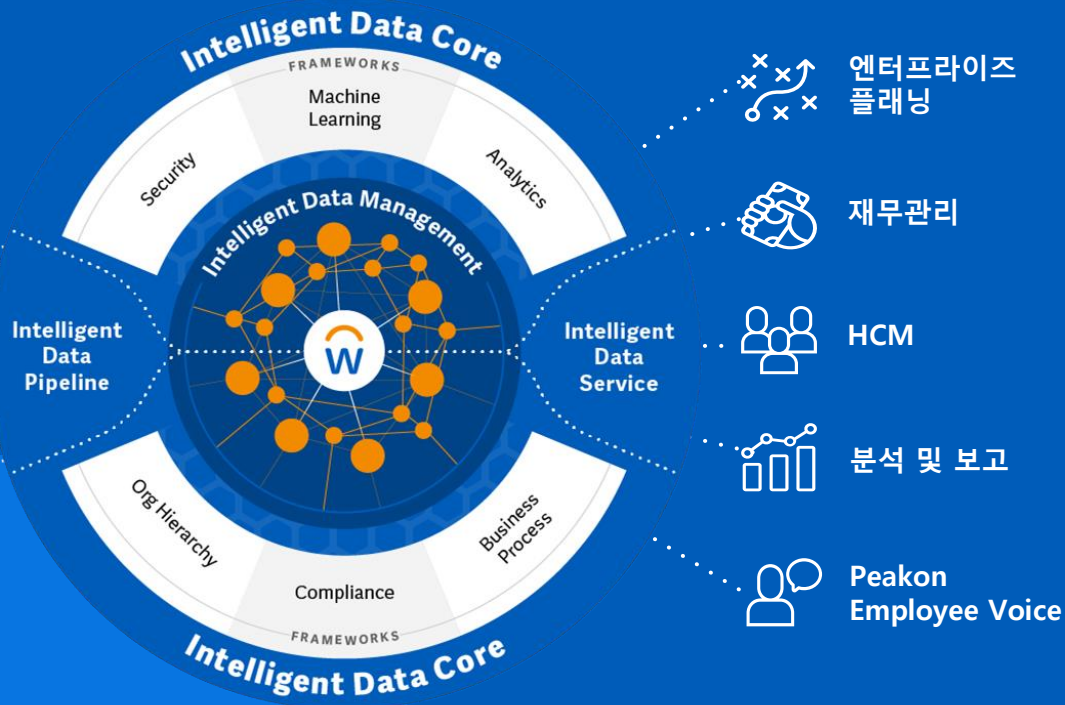 Intelligent Data Core
FRAMEWORKS
Machine
Learning
Security
Analytics
Intelligent Data Management
Intelligent
Data
Pipeline
W
Intelligent
Data
Service
Org Hierarchy
Business
Process
Compliance
FRAMEWORKS
Intelligent Data Core
엔터프라이즈
플래닝
재무관리
HCM
분석 및 보고
Peakon
Employee Voice